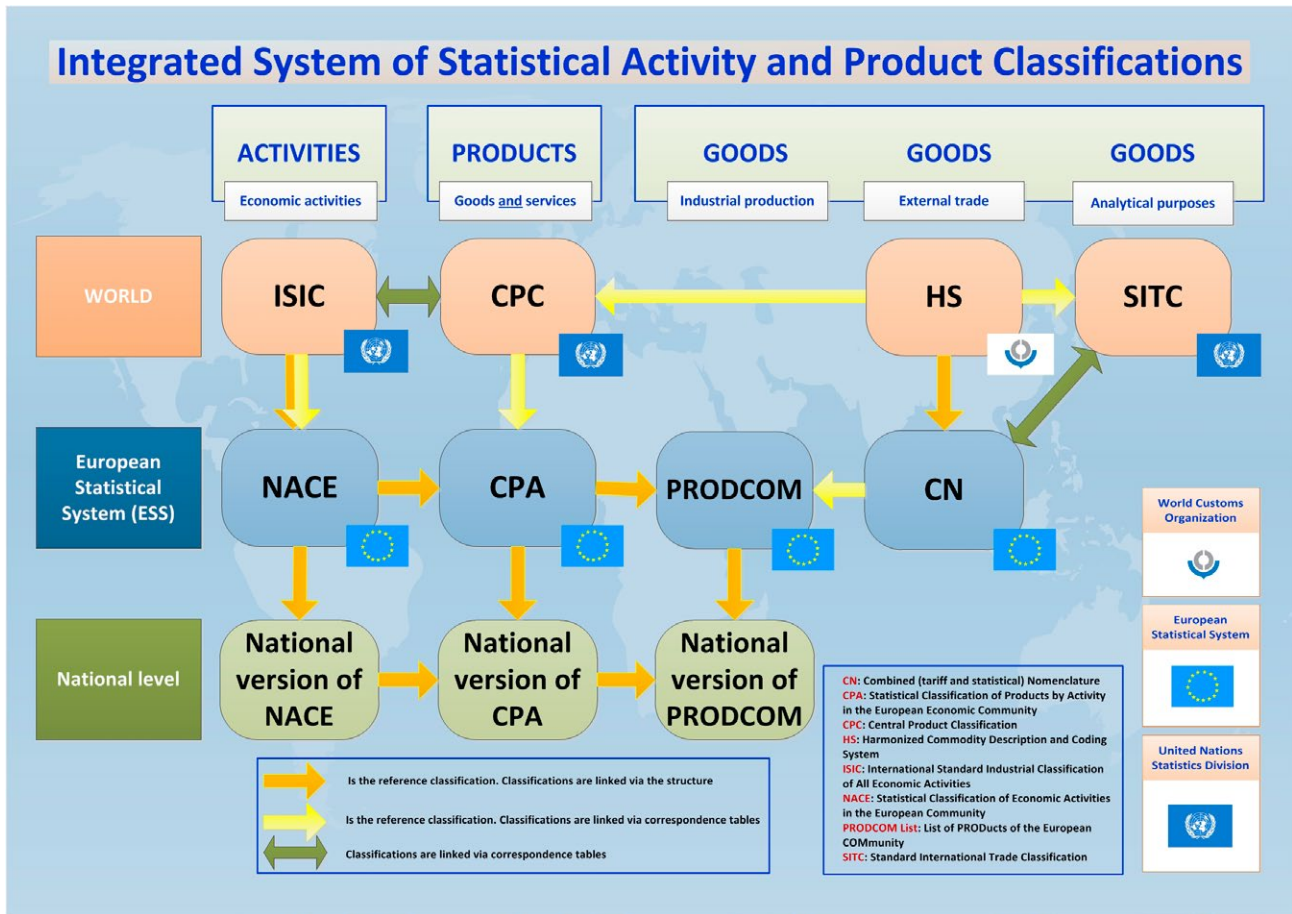 Integrated System of Statistical Activity and Product Classifications
ACTIVITIES
PRODUCTS
GOODS
GOODS
GOODS
Economic activities
Goods and services
Industrial production
External trade
Analytical purposes
WORLD
ISIC
CPC
HS
SITC
European
Statistical
System (ESS)
NACE
CPA
PRODCOM
CN
National level
National
version of
NACE
National
version of
CPA
National
version of
PRODCOM
World Customs
Organization
European
Statistical System
United Nations
Statistics Division
CN: Combined (tariff and statistical) Nomenclature
CPA: Statistical Classification of Products by Activity
in the European Economic Community
CPC: Central Product Classification
HS: Harmonized Commodity Description and Coding
System
ISIC: International Standard Industrial Classification
of All Economic Activities
NACE: Statistical Classification of Economic Activities
in the European Community
PRODCOM List: List of PRODucts of the European
COMmunity
SITC: Standard International Trade Classification
Is the reference classification. Classifications are linked via the structure
Is the reference classification. Classifications are linked via correspondence tables
Classifications are linked via correspondence tables